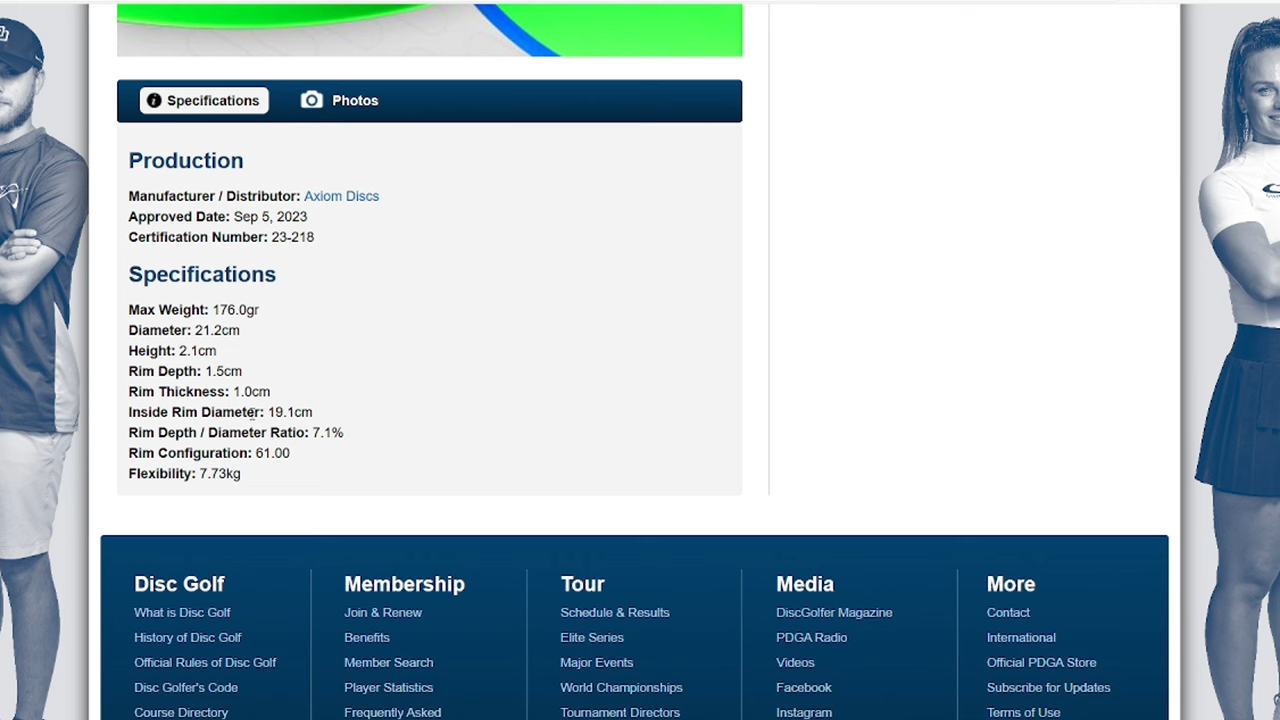 Specifications
Photos
Production
Manufacturer / Distributor: Axiom Discs
Approved Date: Sep 5, 2023
Certification Number: 23-218
Specifications
Max Weight: 176.0gr
Diameter: 21.2cm
Height: 2.1cm
Rim Depth: 1.5cm
Rim Thickness: 1.0cm
Inside Rim Diameter: 19.1cm
Rim Depth / Diameter Ratio: 7.1%
Rim Configuration: 61.00
Flexibility: 7.73kg
Disc Golf
What is Disc Golf
History of Disc Golf
Official Rules of Disc Golf
Disc Golfer's Code
Course Directory
Membership
Join & Renew
Benefits
Member Search
Player Statistics
Frequently Asked
Tour
Schedule & Results
Elite Series
Major Events
World Championships
Tournament Directors
Media
DiscGolfer Magazine
PDGA Radio
Videos
Facebook
Instagram
More
Contact
International
Official PDGA Store
Subscribe for Updates
Terms of Use